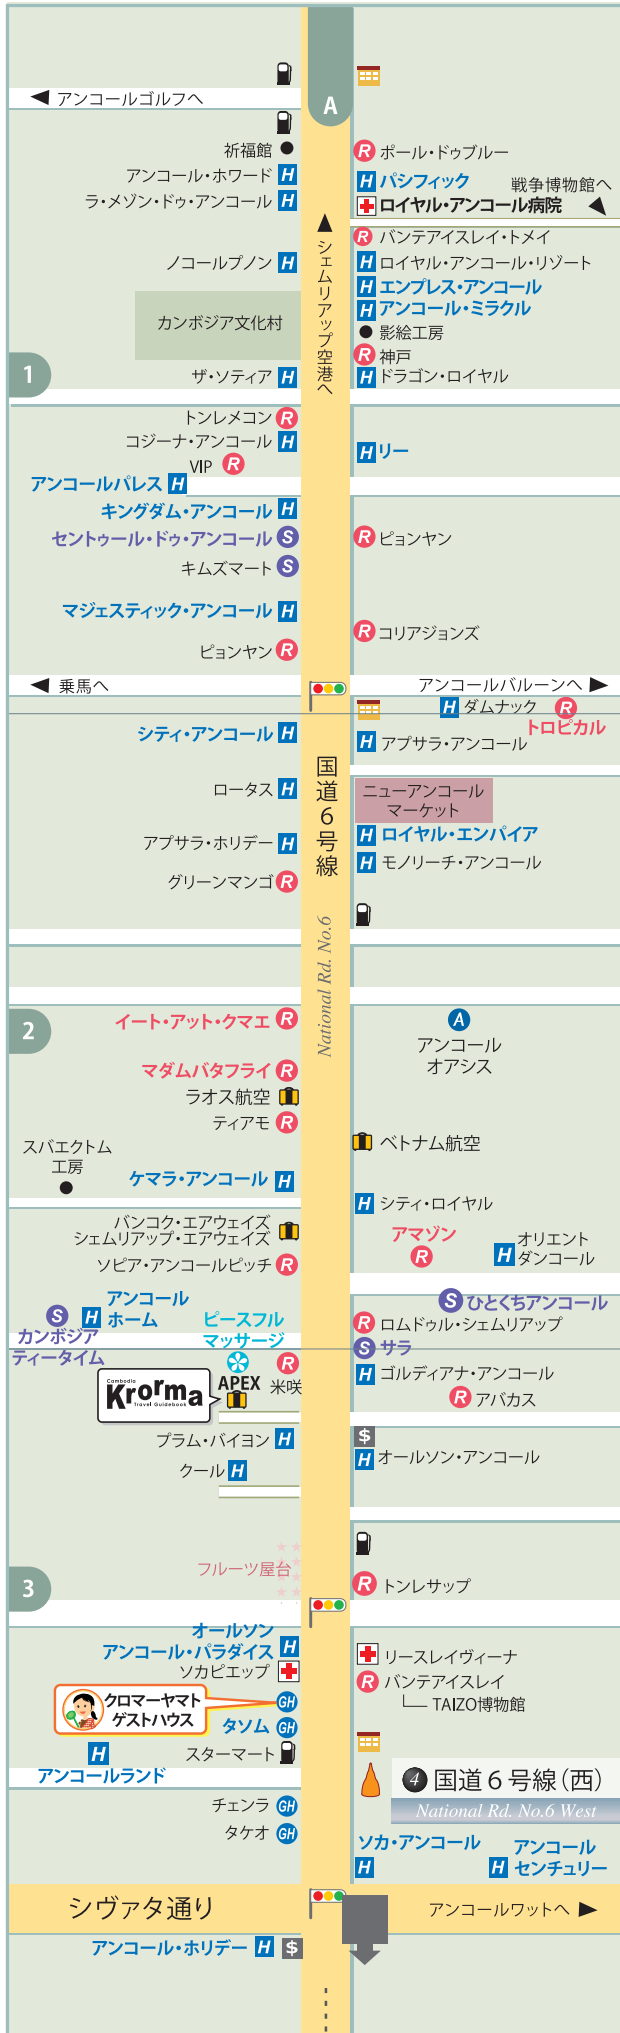 A
アンコールゴルフへ
祈福館
アンコール・ホワード H
ラ・メゾン・ドゥ・アンコール H
R ポール・ドゥブルー
H パシフィック
戦争博物館へ
ロイヤル・アンコール病院
シェムリアップ空港へ
R バンテアイスレイ・トメイ
ノコールプノン H
H ロイヤル・アンコール・リゾート
H エンプレス・アンコール
H アンコール・ミラクル
カンボジア文化村
影絵工房
R 神戸
1
ザ・ソティア H
H ドラゴン・ロイヤル
トンレメコン R
コジーナ・アンコール H
H リー
VIP R
アンコールパレス H
キングダム・アンコール H
セントゥール・ドゥ・アンコール S
R ピョンヤン
キムズマート S
マジェスティック・アンコール H
R コリアジョンズ
ピョンヤン R
乗馬へ
アンコールバルーンへ
H ダムナック R
トロピカル
シティ・アンコール H
H アプサラ・アンコール
国道6号線
National Rd. No.6
ロータス H
ニューアンコール
マーケット
アプサラ・ホリデー H
H ロイヤル・エンパイア
H モノリーチ・アンコール
グリーンマンゴ R
2
イート・アット・クマエ R
A
アンコール
オアシス
マダムバタフライ R
ラオス航空
ティアモ R
ベトナム航空
スバエクトム
工房
ケマラ・アンコール H
H シティ・ロイヤル
バンコク・エアウェイズ
シェムリアップ・エアウェイズ
アマゾン
R
H オリエント
ダンコール
ソピア・アンコールピッチ R
S
カンボジア
ティータイム
H アンコール
ホーム
ピースフル
マッサージ
S ひとくちアンコール
R ロムドゥル・シェムリアップ
S サラ
R
米咲
APEX
Cambodia
Krorma
Travel Guidebook
H ゴルディアナ・アンコール
R アバカス
プラム・バイヨン H
$
H オールソン・アンコール
クール H
フルーツ屋台
3
R トンレサップ
オールソン
アンコール・パラダイス H
ソカピエップ
リースレイヴィーナ
R バンテアイスレイ
TAIZO博物館
クロマーヤマト
ゲストハウス
GH
タソム GH
スターマート
H
アンコールランド
4 国道6号線(西)
National Rd. No.6 West
チェンラ GH
タケオ GH
ソカ・アンコール
H
アンコール
H センチュリー
シヴァタ通り
アンコールワットへ
アンコール・ホリデー H $